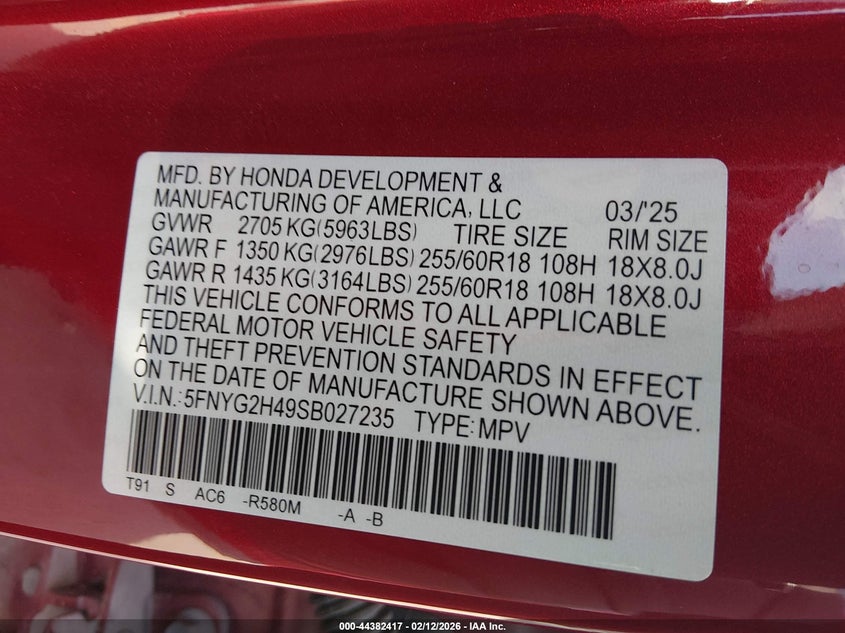 MFD. BY HONDA DEVELOPMENT &
MANUFACTURING OF AMERICA, LLC 03/'25
GVWR 2705 KG(5963LBS) TIRE SIZE RIM SIZE
GAWR F 1350 KG(2976LBS) 255/60R18 108H 18X8.0J
GAWR R 1435 KG(3164LBS) 255/60R18 108H 18X8.0J
THIS VEHICLE CONFORMS TO ALL APPLICABLE
FEDERAL MOTOR VEHICLE SAFETY
AND THEFT PREVENTION STANDARDS IN EFFECT
ON THE DATE OF MANUFACTURE SHOWN ABOVE.
V.I.N.: 5FNYG2H49SB027235 TYPE: MPV
T91 S AC6 -R580M -A -B
000-44382417 - 02/12/2026 - IAA Inc.